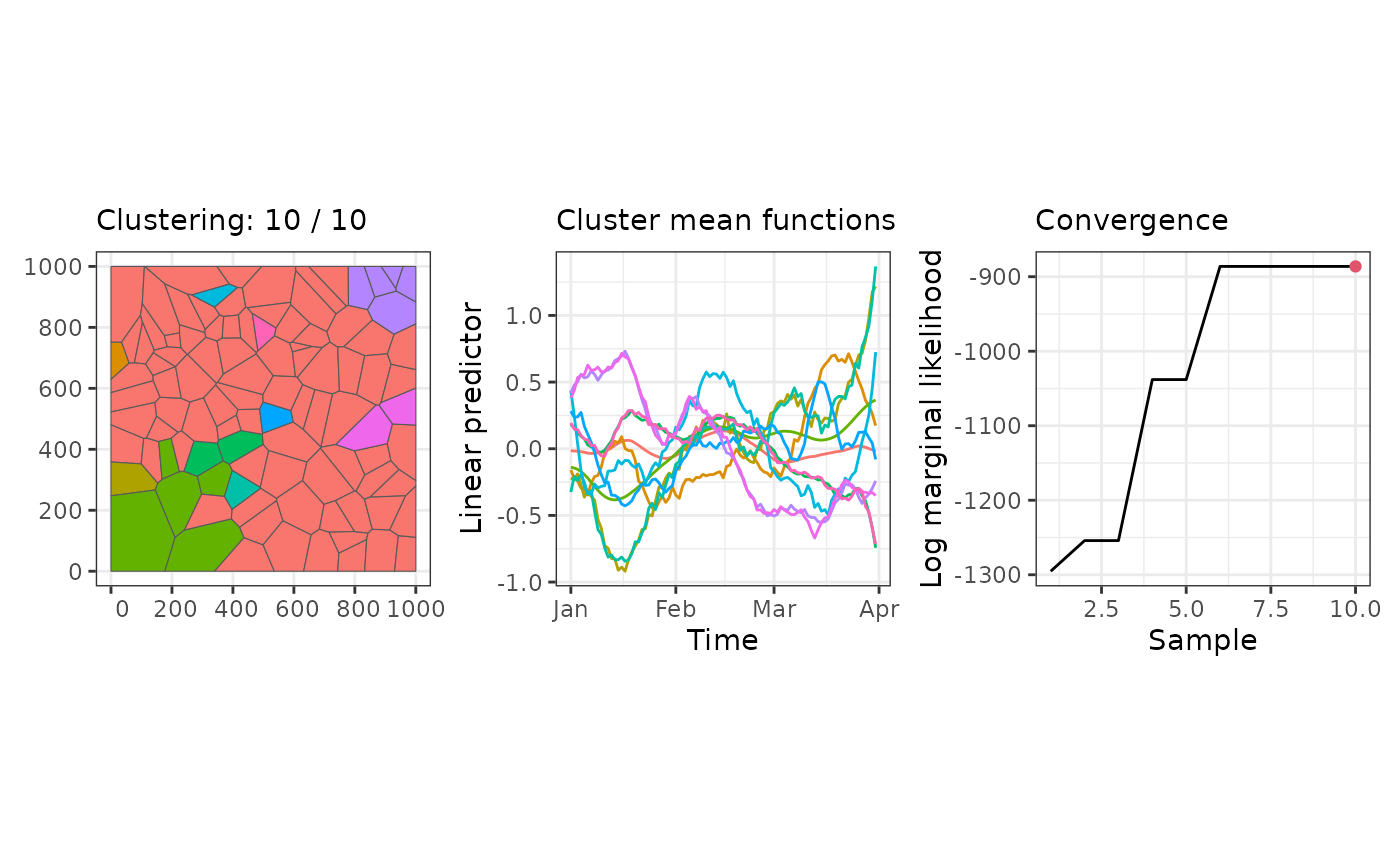 Clustering: 10 / 10
1000
800
600
400
200
0
0 200 400 600 800 1000
Cluster mean functions
Linear predictor
1.0
0.5
0.0
-0.5
-1.0
Jan Feb Mar Apr
Time
Convergence
Log marginal likelihood
-900
-1000
-1100
-1200
-1300
2.5 5.0 7.5 10.0
Sample